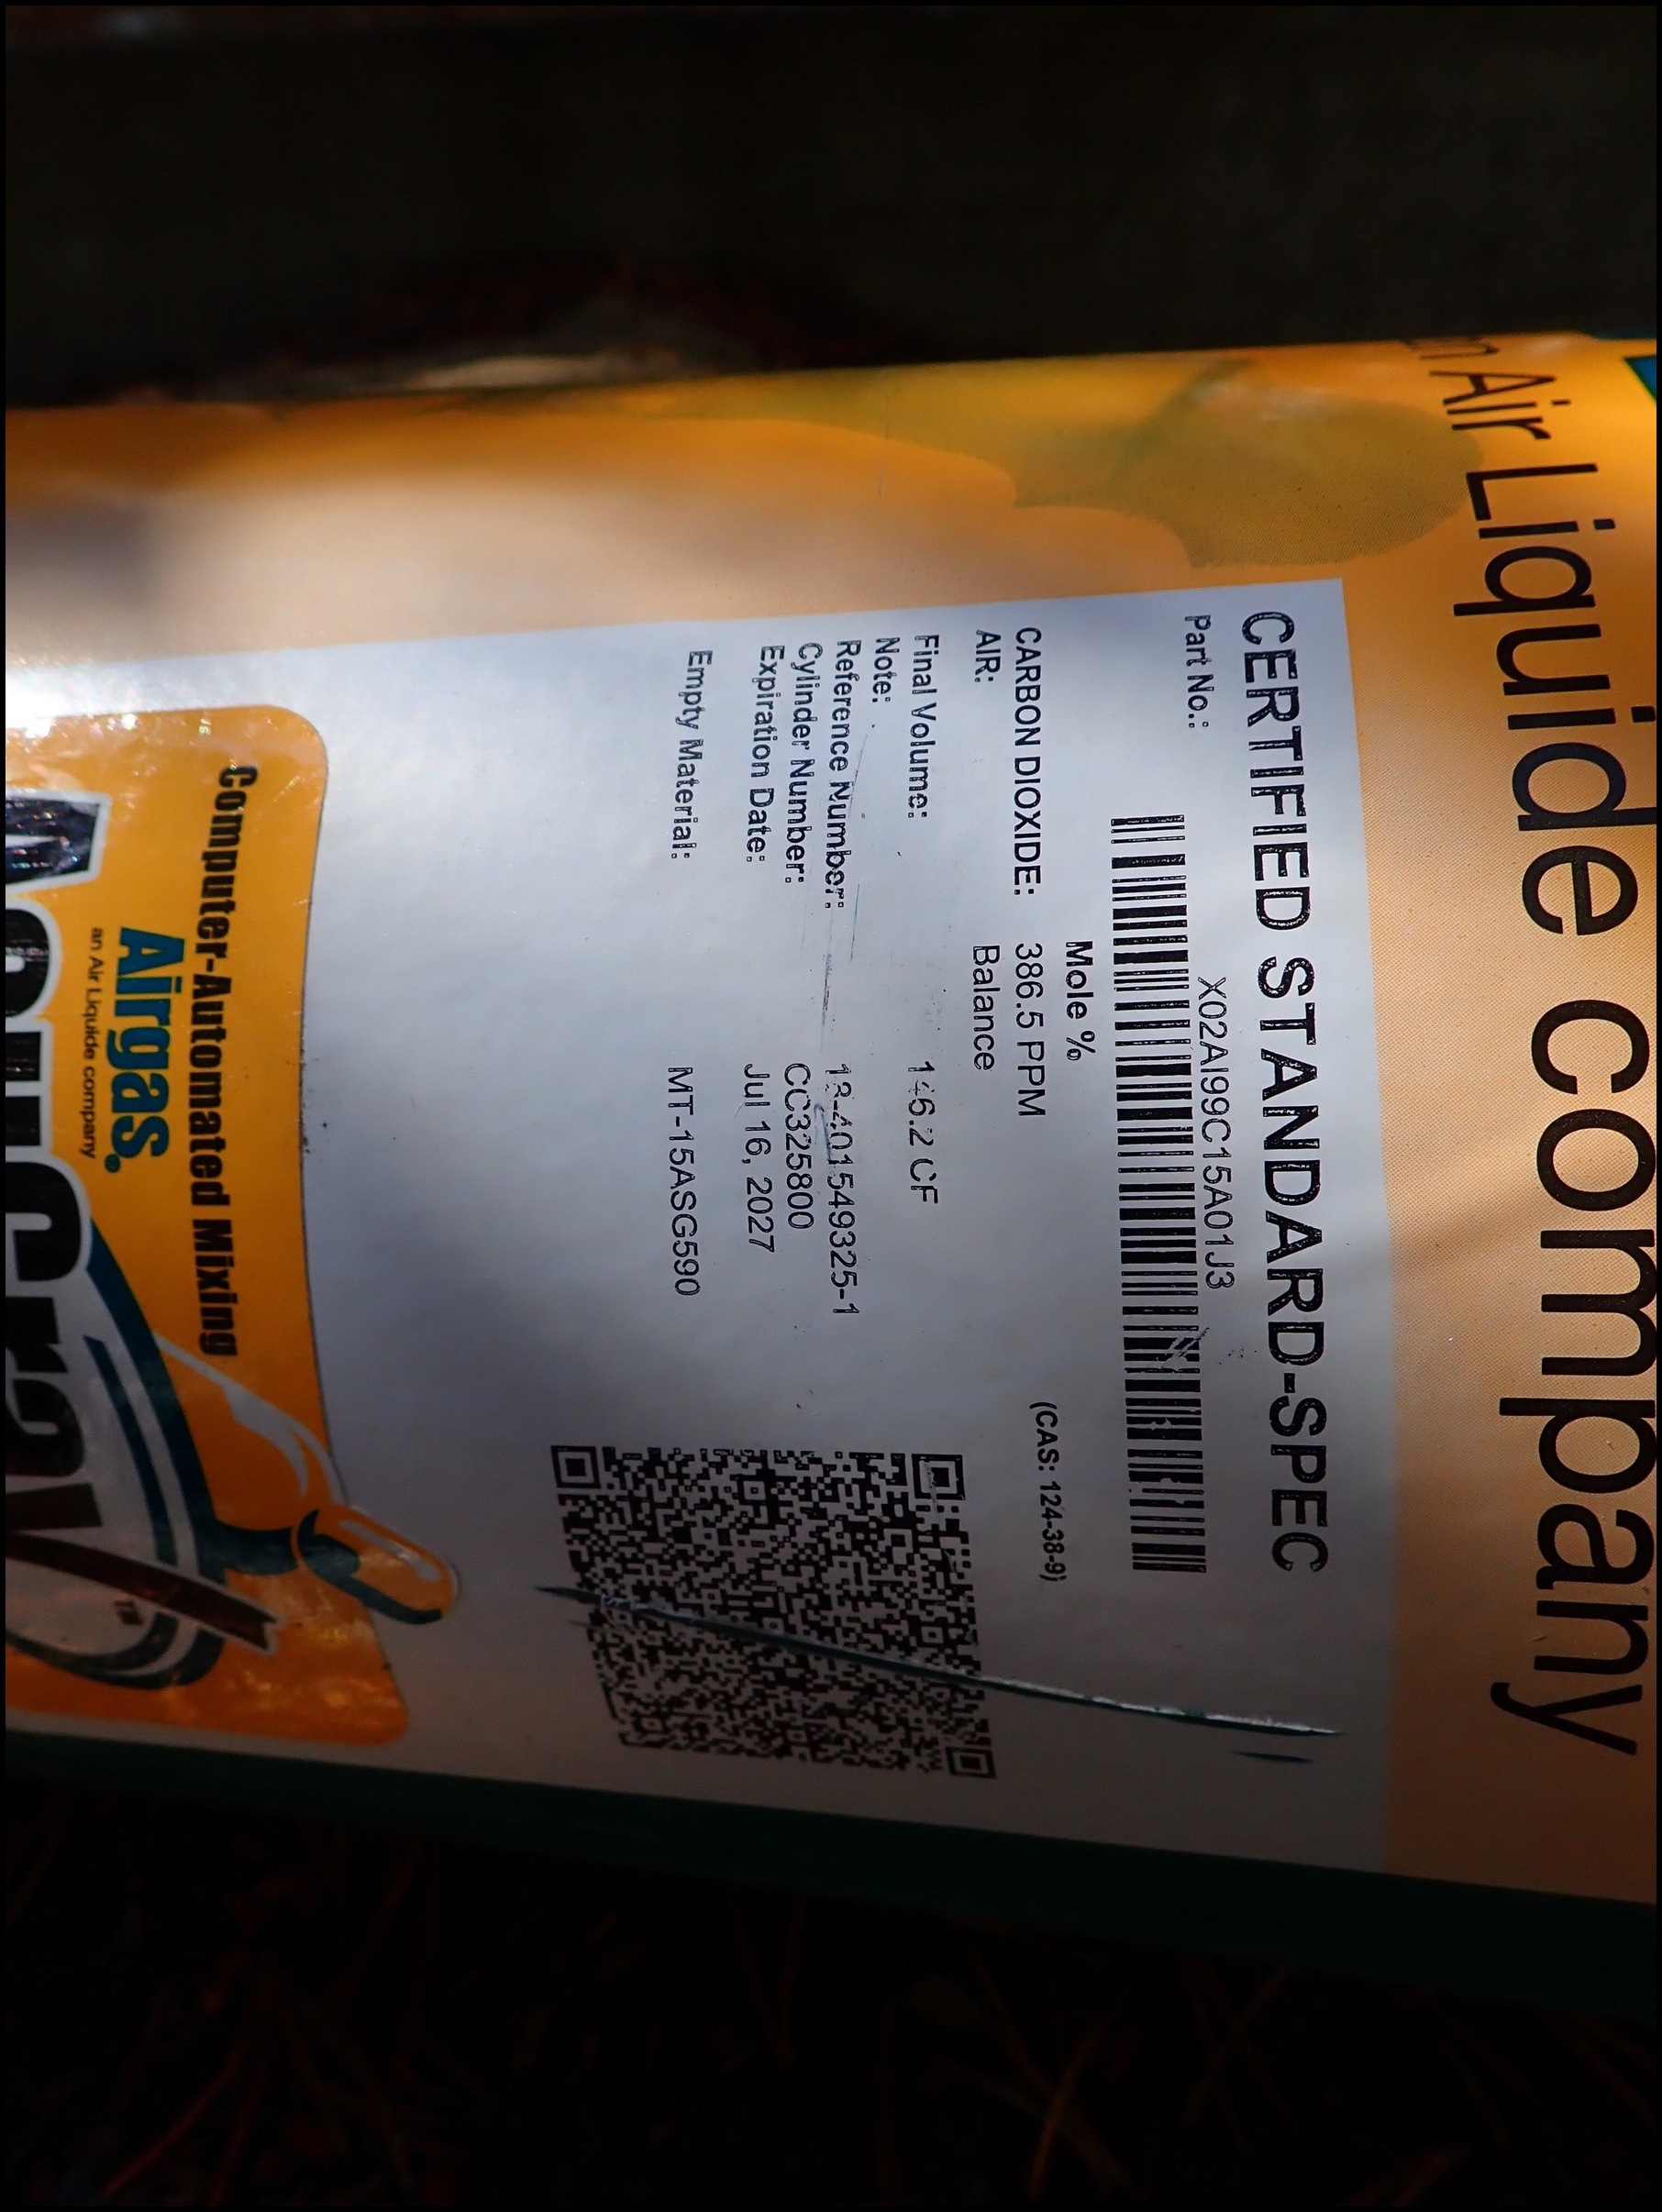 an Air Liquide company
CERTIFIED STANDARD-SPEC
Part No.: X02AI99C15A01J3
Mole %
CARBON DIOXIDE: 386.5 PPM (CAS: 124-38-9)
AIR: Balance
Final Volume: CF
Note:
Reference Number:
Cylinder Number: CC325800
Expiration Date: Jul 16, 2027
Empty Material: MT-15ASG590
Computer-Automated Mixing
Airgas
an Air Liquide company
TM